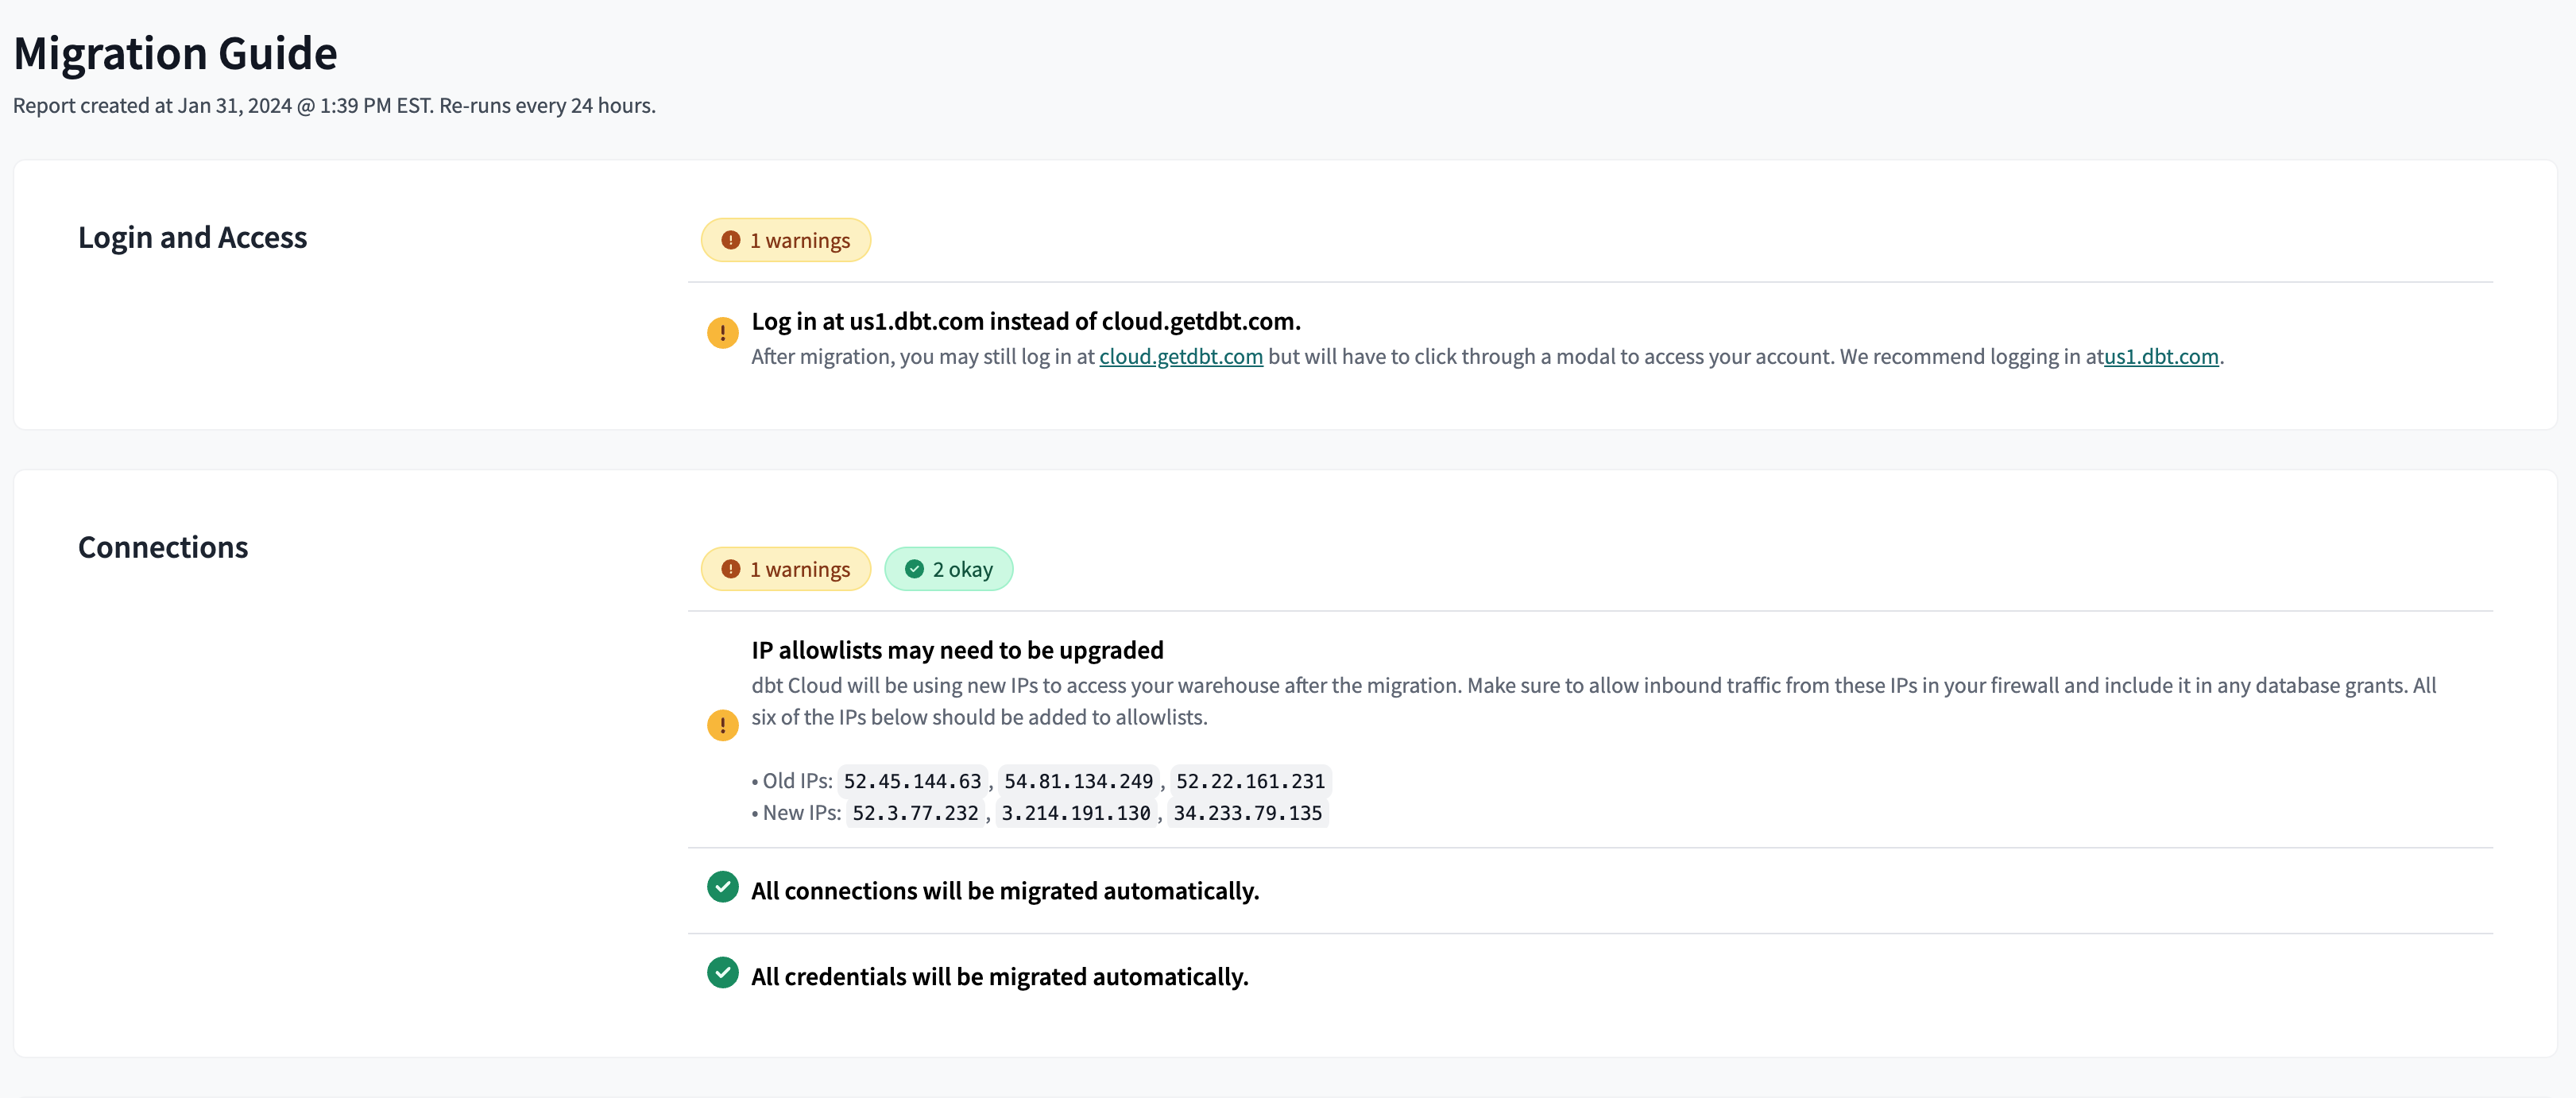 Migration Guide
Report created at Jan 31, 2024 @ 1:39 PM EST. Re-runs every 24 hours.
Login and Access
1 warnings
Log in at us1.dbt.com instead of cloud.getdbt.com.
After migration, you may still log in at cloud.getdbt.com but will have to click through a modal to access your account. We recommend logging in atus1.dbt.com.
Connections
1 warnings
2 okay
IP allowlists may need to be upgraded
dbt Cloud will be using new IPs to access your warehouse after the migration. Make sure to allow inbound traffic from these IPs in your firewall and include it in any database grants. All
six of the IPs below should be added to allowlists.
• Old IPs: 52.45.144.63, 54.81.134.249, 52.22.161.231
• New IPs: 52.3.77.232, 3.214.191.130, 34.233.79.135
All connections will be migrated automatically.
All credentials will be migrated automatically.